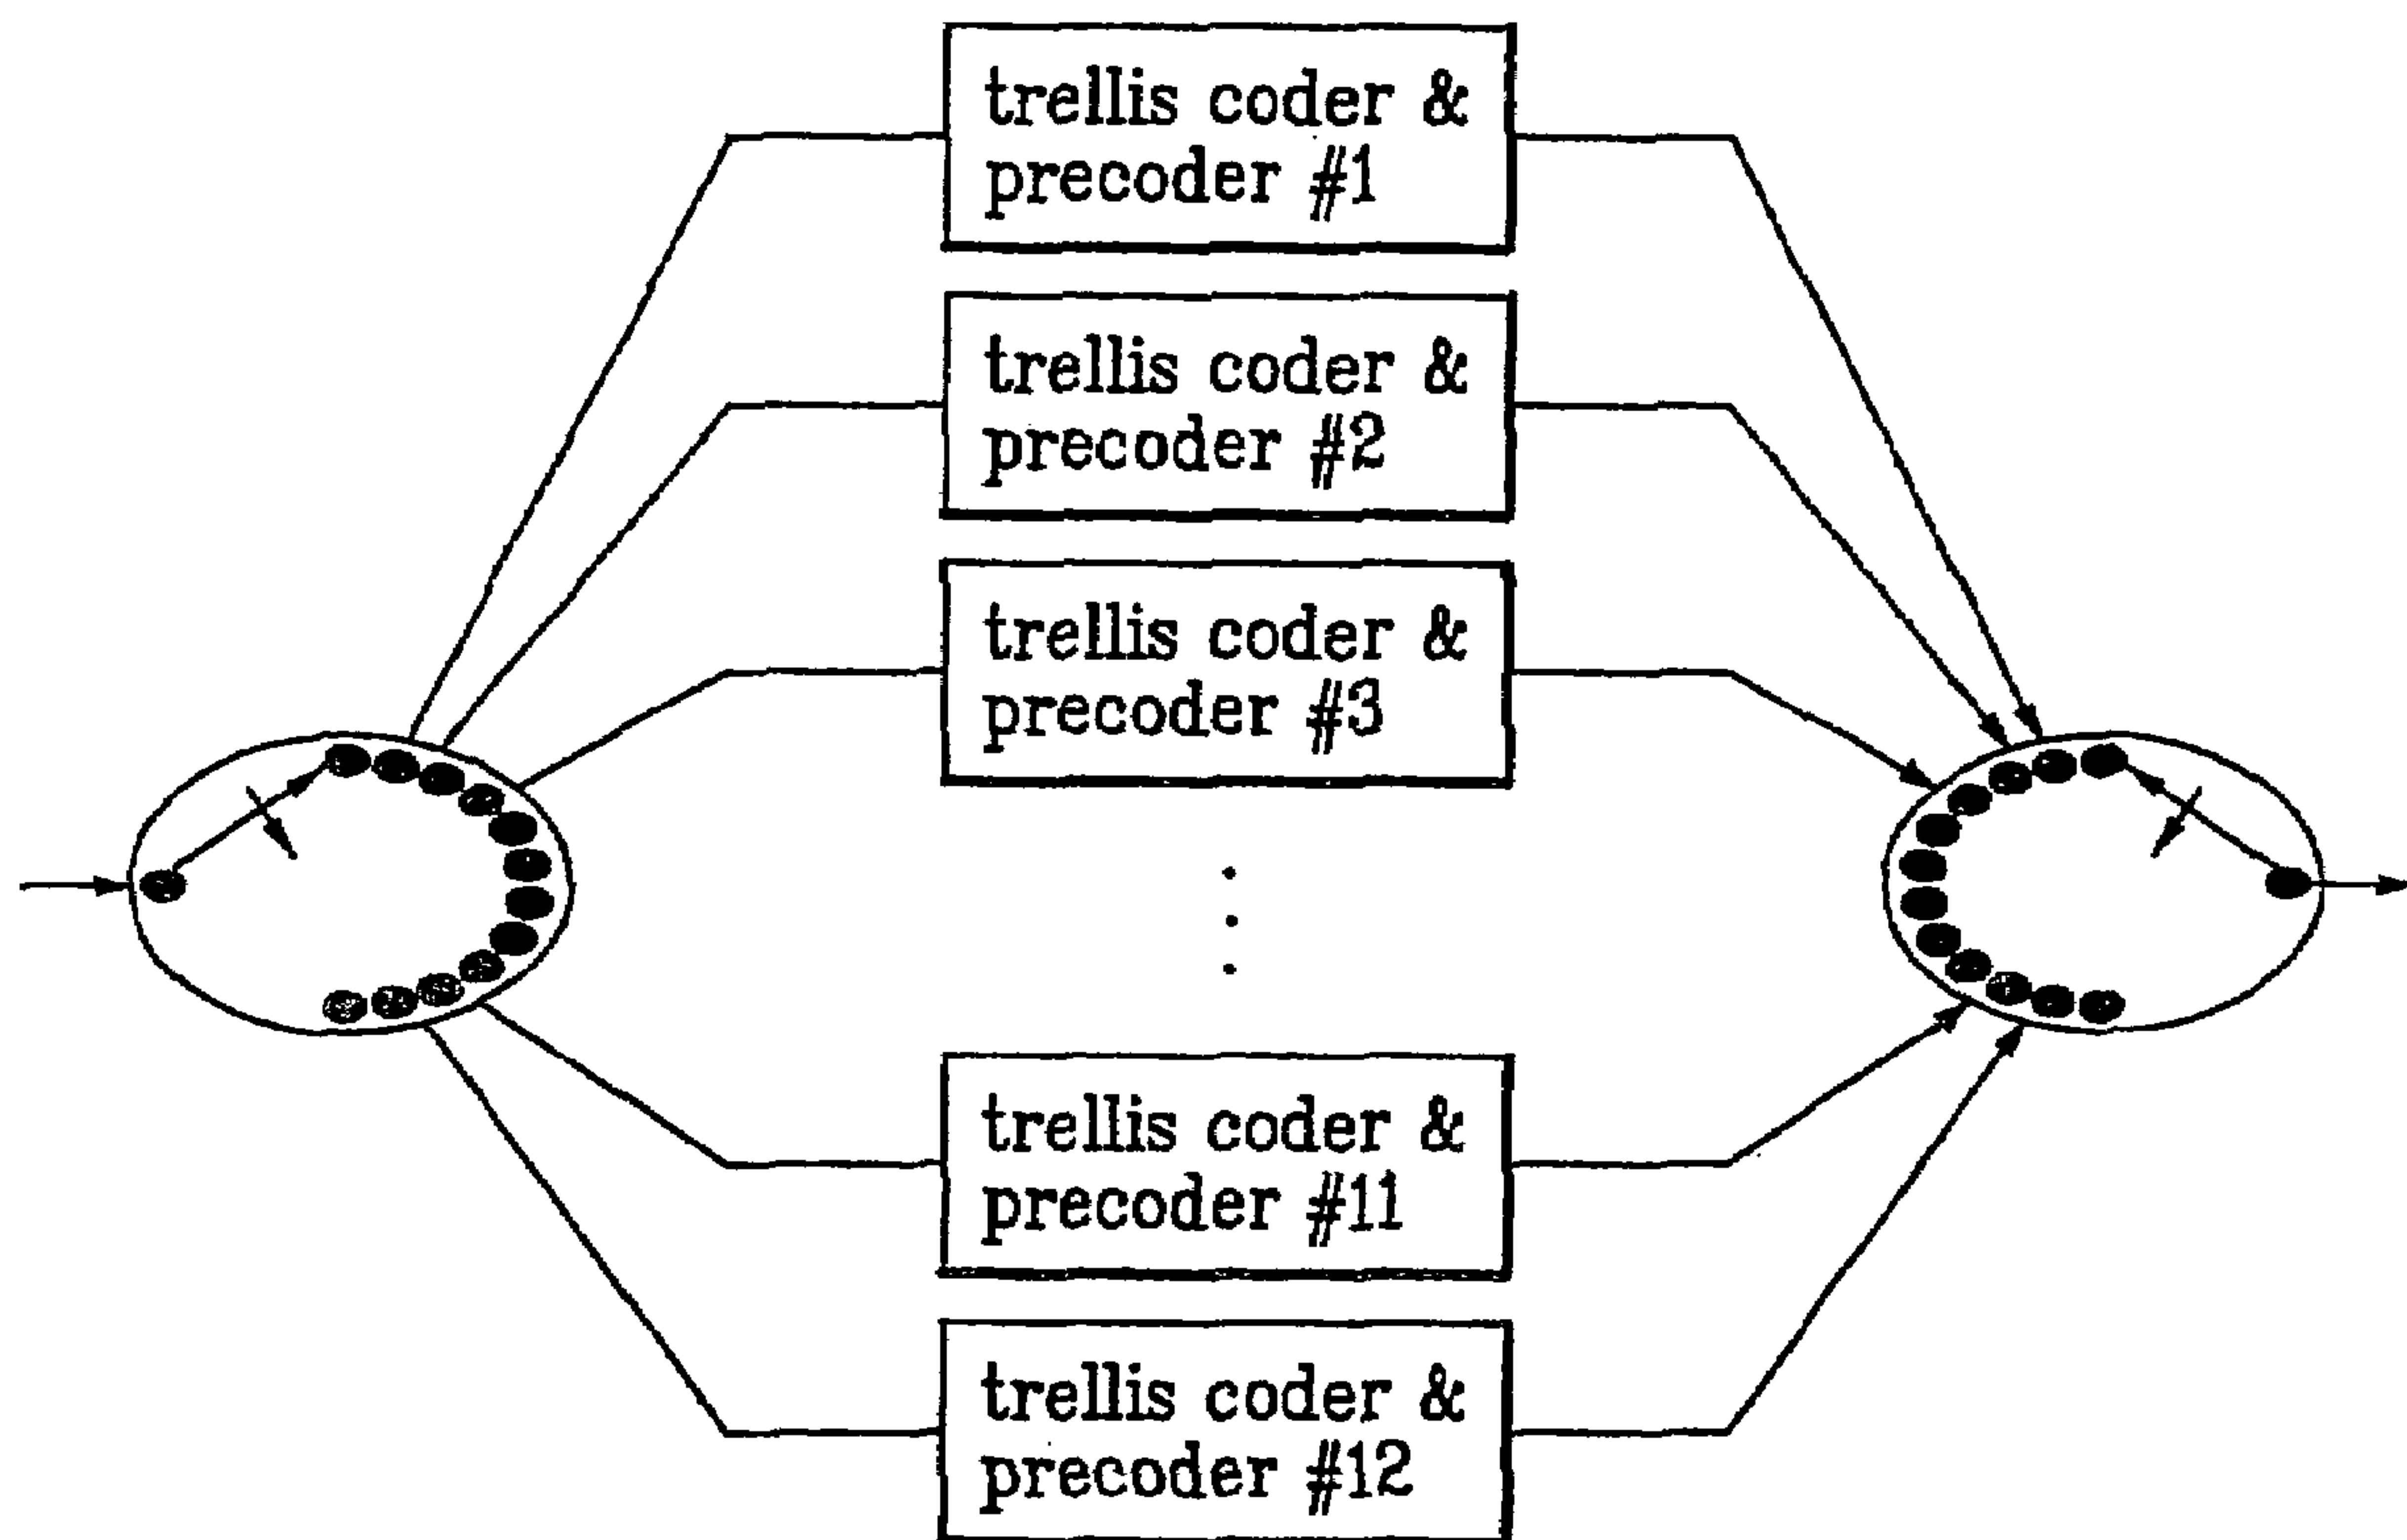 trellis coder &
precoder #1
trellis coder &
precoder #2
trellis coder &
precoder #3
trellis coder &
precoder #11
trellis coder &
precoder #12